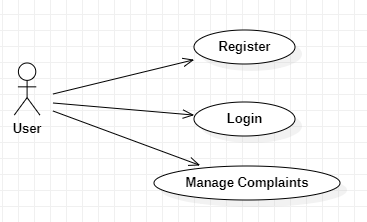 Register
User
Login
Manage Complaints